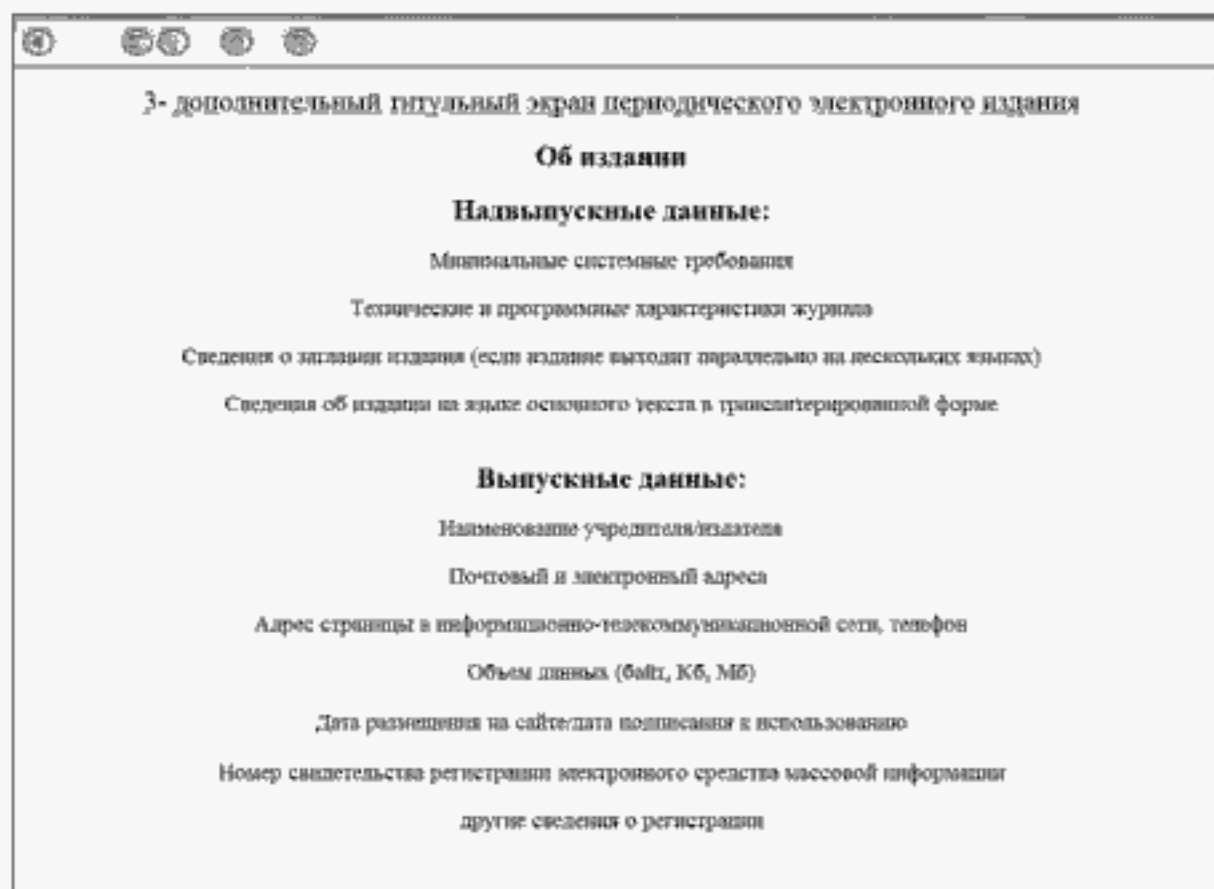 3- дополнительный титульный экран периодического электронного издания
Об издании
Надвыпускные данные:
Минимальные системные требования
Технические и программные характеристики журнала
Сведения о заглавии издания (если издание выходит параллельно на нескольких языках)
Сведения об издании на языке основного текста в транслитерированной форме
Выпускные данные:
Наименование учредителя/издателя
Почтовый и электронный адреса
Адрес страницы в информационно-телекоммуникационной сети, телефон
Объем данных (байт, Кб, Мб)
Дата размещения на сайте/дата подписания к использованию
Номер свидетельства регистрации электронного средства массовой информации
другие сведения о регистрации